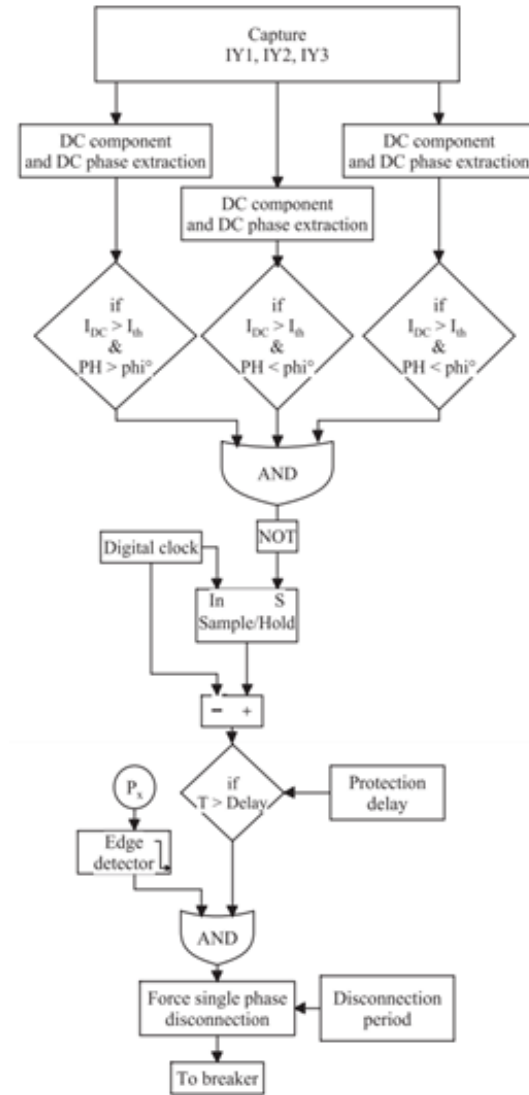 Capture
IY1, IY2, IY3
DC component
and DC phase extraction
DC component
and DC phase extraction
DC component
and DC phase extraction
if
I_DC > I_th
&
PH > phi°
if
I_DC > I_th
&
PH < phi°
if
I_DC > I_th
&
PH < phi°
AND
NOT
Digital clock
In S
Sample/Hold
− +
if
T > Delay
Protection
delay
P_x
Edge
detector
AND
Force single phase
disconnection
Disconnection
period
To breaker